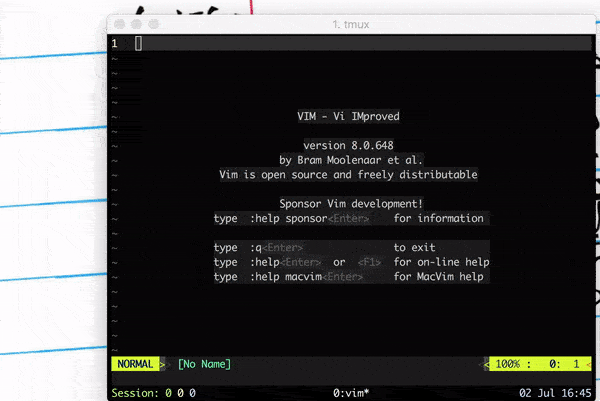 1. tmux
1
VIM - Vi IMproved
version 8.0.648
by Bram Moolenaar et al.
Vim is open source and freely distributable
Sponsor Vim development!
type :help sponsor<Enter> for information
type :q<Enter> to exit
type :help<Enter> or <F1> for on-line help
type :help macvim<Enter> for MacVim help
NORMAL > [No Name] < 100% : 0: 1 <
Session: 0 0 0 0:vim* 02 Jul 16:45